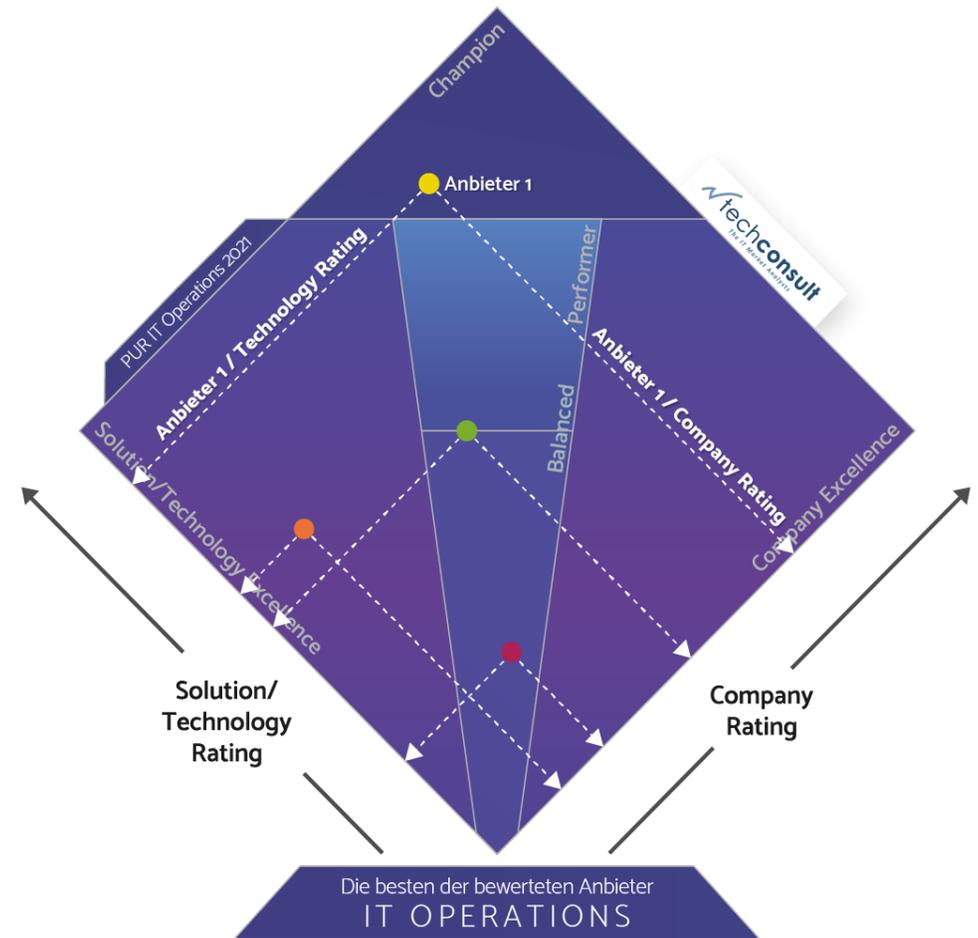 Champion
Anbieter 1
techconsult
The IT Market Analysts
PUR IT Operations 2021
Anbieter 1 / Technology Rating
Performer
Anbieter 1 / Company Rating
Balanced
Solution/Technology Excellence
Company Excellence
Solution/
Technology
Rating
Company
Rating
Die besten der bewerteten Anbieter
IT OPERATIONS